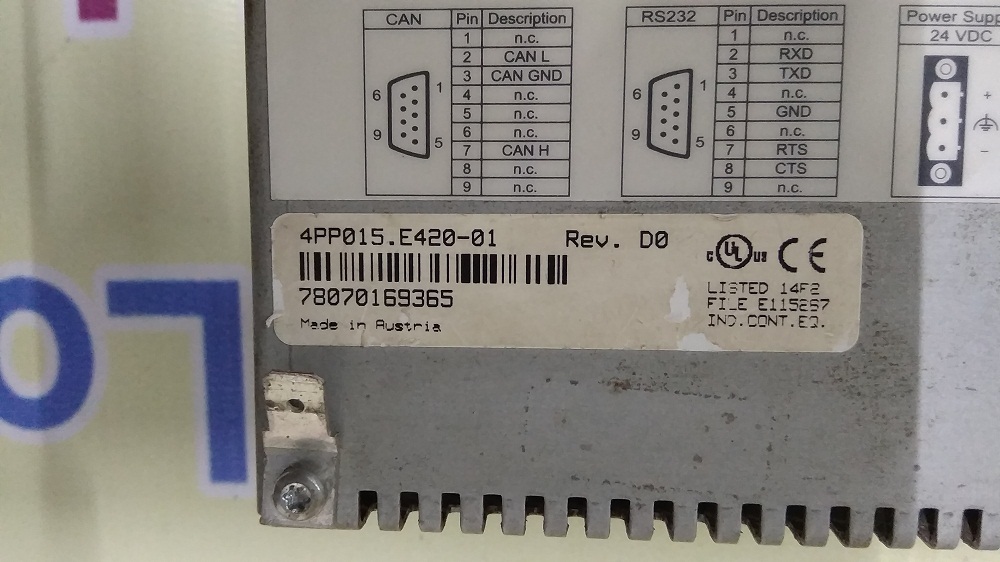 CAN Pin Description
1 n.c.
2 CAN L
3 CAN GND
4 n.c.
5 n.c.
6 n.c.
7 CAN H
8 n.c.
9 n.c.
6 1
9 5
RS232 Pin Description
1 n.c.
2 RXD
3 TXD
4 n.c.
5 GND
6 n.c.
7 RTS
8 CTS
9 n.c.
6 1
9 5
Power Supp
24 VDC
+
-
4PP015.E420-01 Rev. D0
78070169365
Made in Austria
c UL us CE
LISTED 14F2
FILE E115267
IND.CONT.EQ.